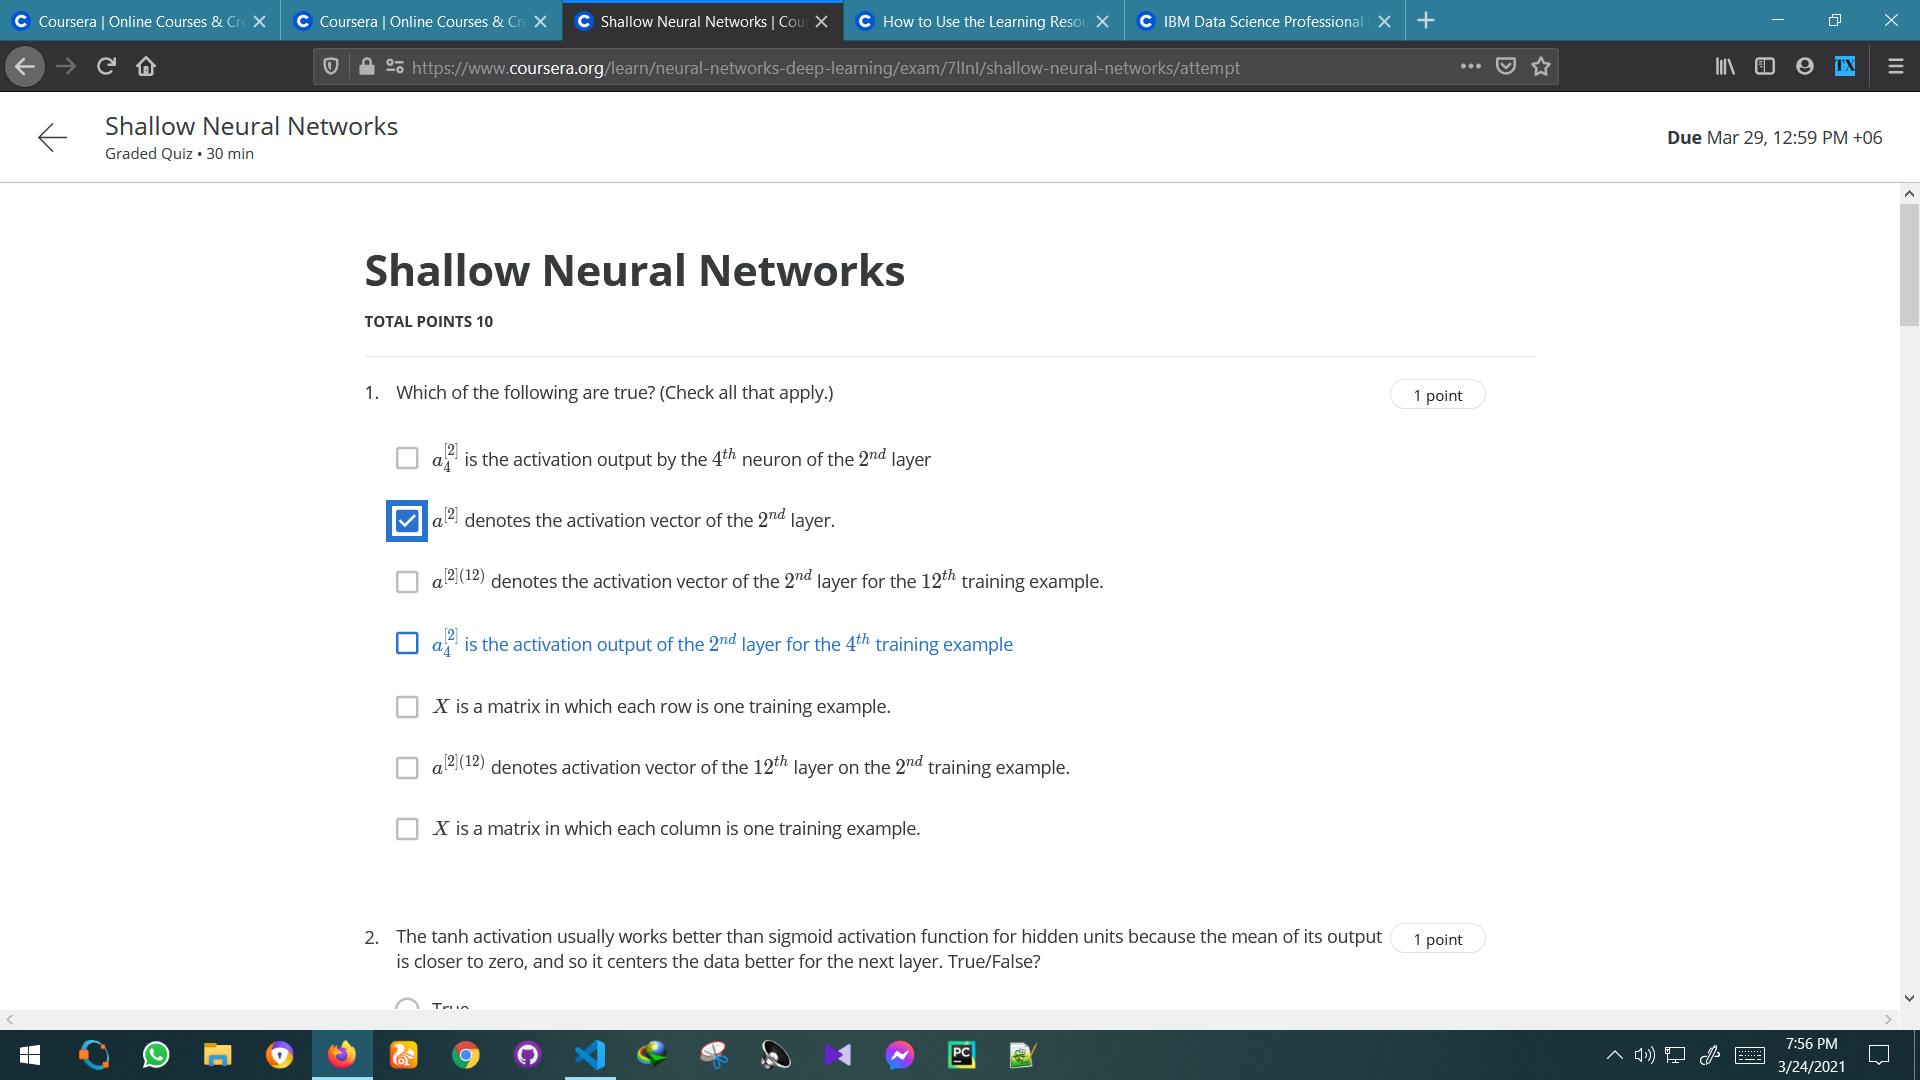 Coursera | Online Courses & Cre
Coursera | Online Courses & Cre
Shallow Neural Networks | Cour
How to Use the Learning Resou
IBM Data Science Professional
https://www.coursera.org/learn/neural-networks-deep-learning/exam/7lInI/shallow-neural-networks/attempt
TX
Shallow Neural Networks
Graded Quiz • 30 min
Due Mar 29, 12:59 PM +06
Shallow Neural Networks
TOTAL POINTS 10
1. Which of the following are true? (Check all that apply.)
1 point
a_4^{[2]} is the activation output by the 4^{th} neuron of the 2^{nd} layer
a^{[2]} denotes the activation vector of the 2^{nd} layer.
a^{[2](12)} denotes the activation vector of the 2^{nd} layer for the 12^{th} training example.
a_4^{[2]} is the activation output of the 2^{nd} layer for the 4^{th} training example
X is a matrix in which each row is one training example.
a^{[2](12)} denotes activation vector of the 12^{th} layer on the 2^{nd} training example.
X is a matrix in which each column is one training example.
2. The tanh activation usually works better than sigmoid activation function for hidden units because the mean of its output
is closer to zero, and so it centers the data better for the next layer. True/False?
1 point
True
PC
7:56 PM
3/24/2021